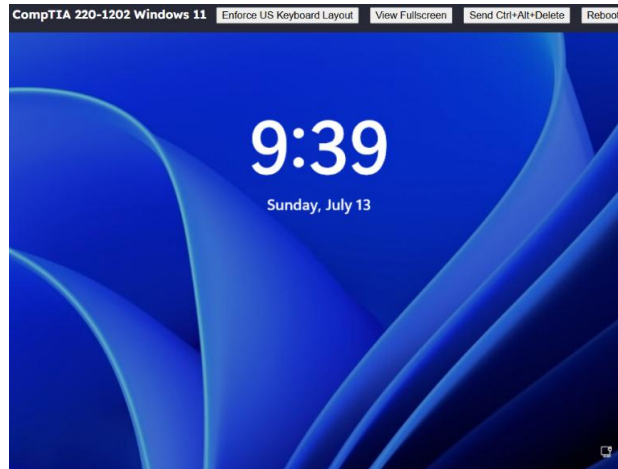 CompTIA 220-1202 Windows 11 Enforce US Keyboard Layout View Fullscreen Send Ctrl+Alt+Delete Reboot
9:39
Sunday, July 13